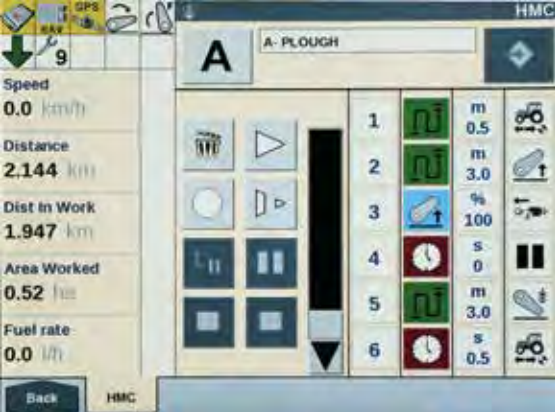 GPS
NAV
HMC
9
A
A- PLOUGH
Speed
0.0 km/h
Distance
2.144 km
Dist In Work
1.947 km
Area Worked
0.52 ha
Fuel rate
0.0 l/h
1 m 0.5
2 m 3.0
3 % 100
4 s 0
5 m 3.0
6 s 0.5
Back
HMC